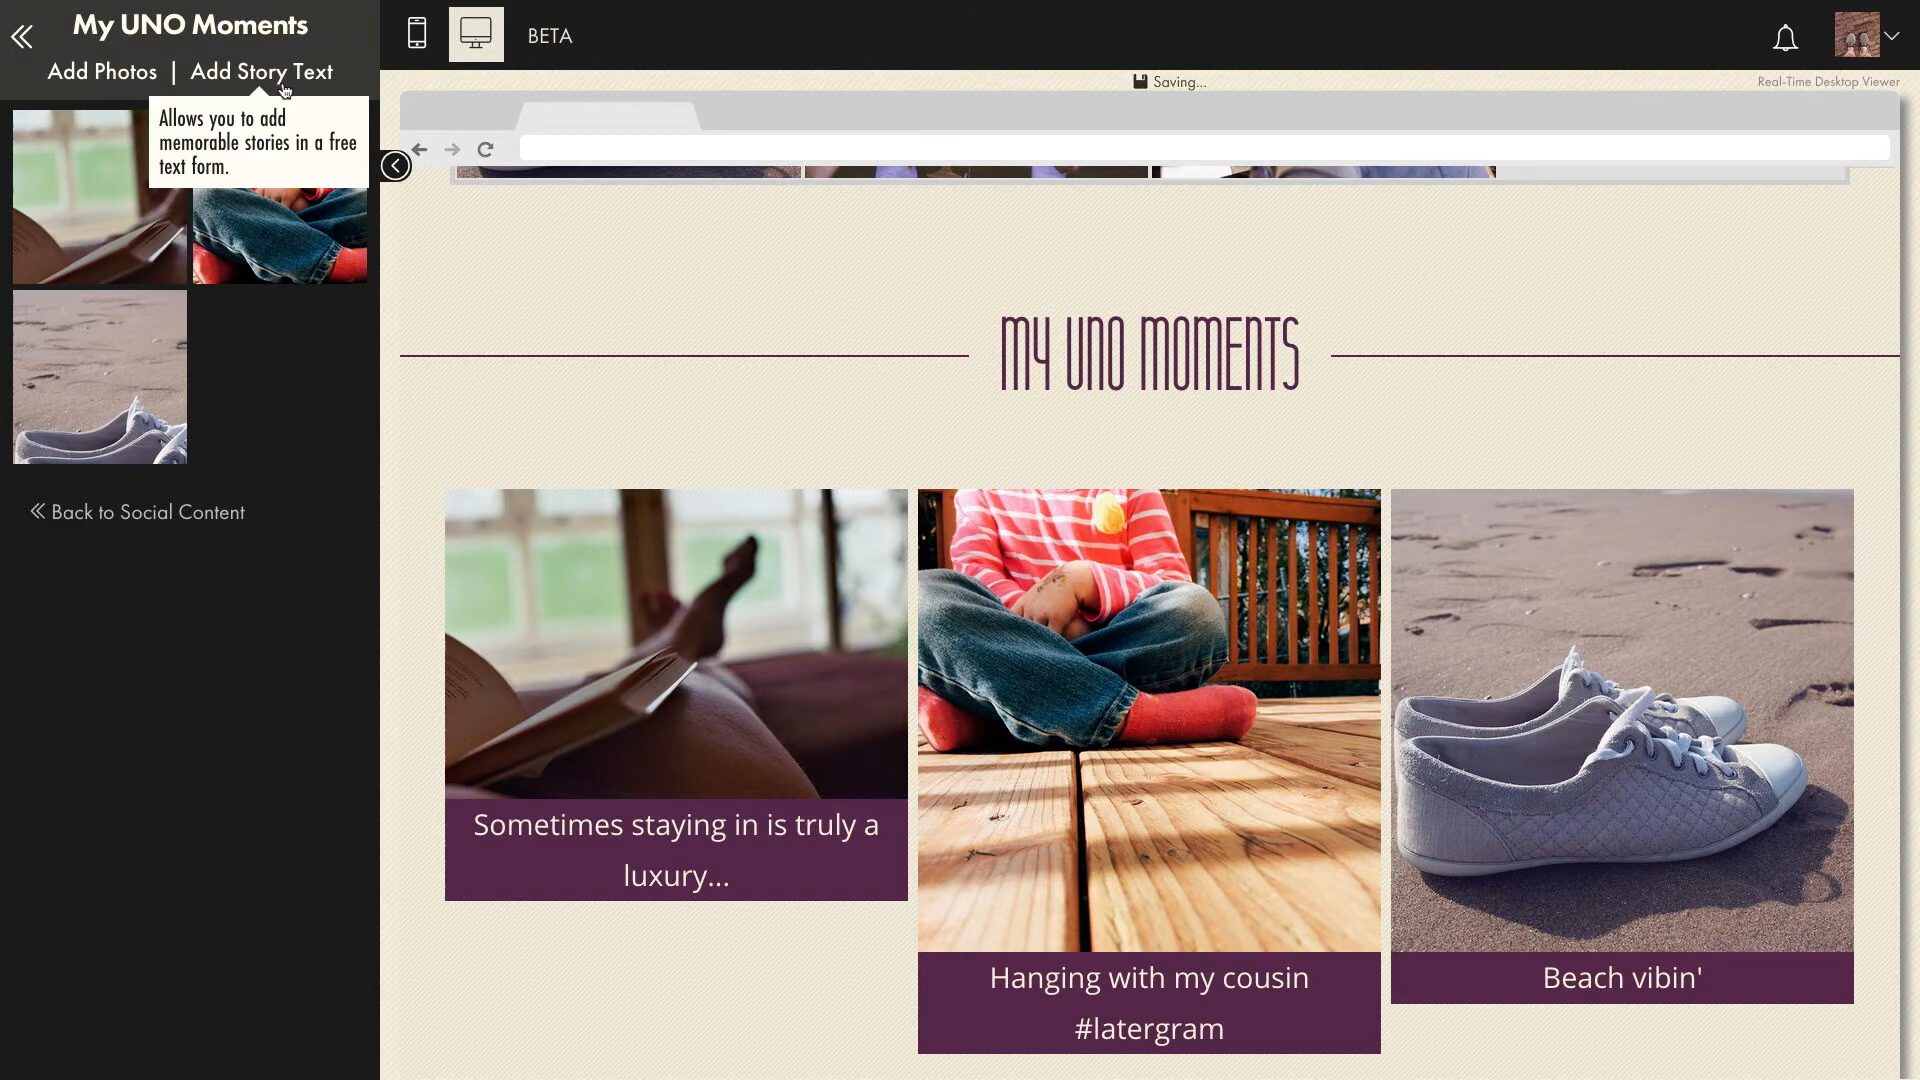 My UNO Moments
Add Photos | Add Story Text
Allows you to add
memorable stories in a free
text form.
« Back to Social Content
BETA
Saving...
Real-Time Desktop Viewer
MY UNO MOMENTS
Sometimes staying in is truly a
luxury...
Hanging with my cousin
#latergram
Beach vibin'